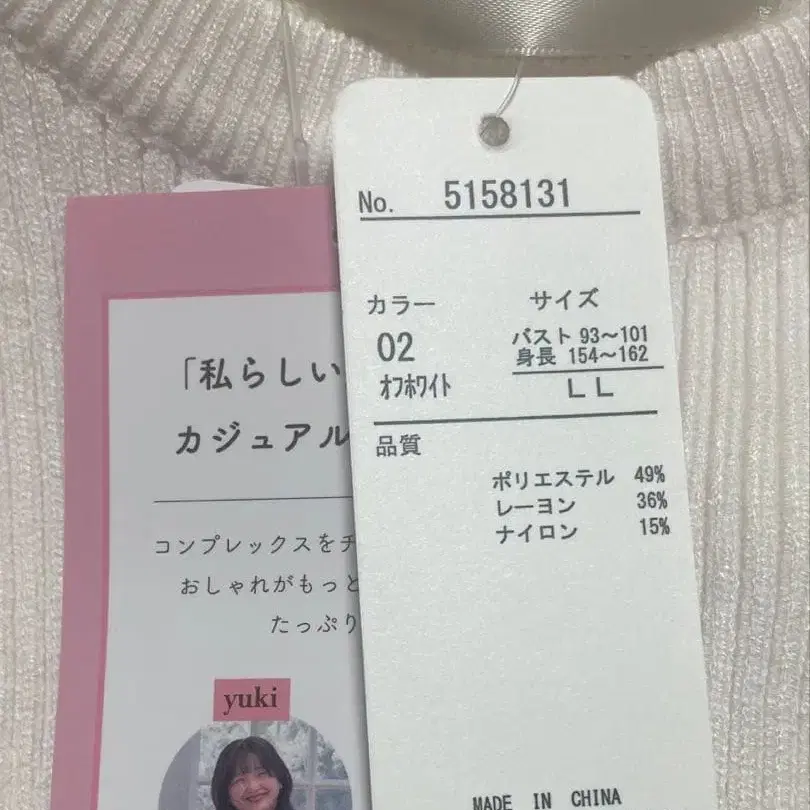 No. 5158131
カラー サイズ
02 バスト 93～101
身長 154～162
ｵﾌﾎﾜｲﾄ LL
品質
ポリエステル 49%
レーヨン 36%
ナイロン 15%
MADE IN CHINA
「私らしい
カジュアル
コンプレックスをチ
おしゃれがもっと
たっぷり
yuki